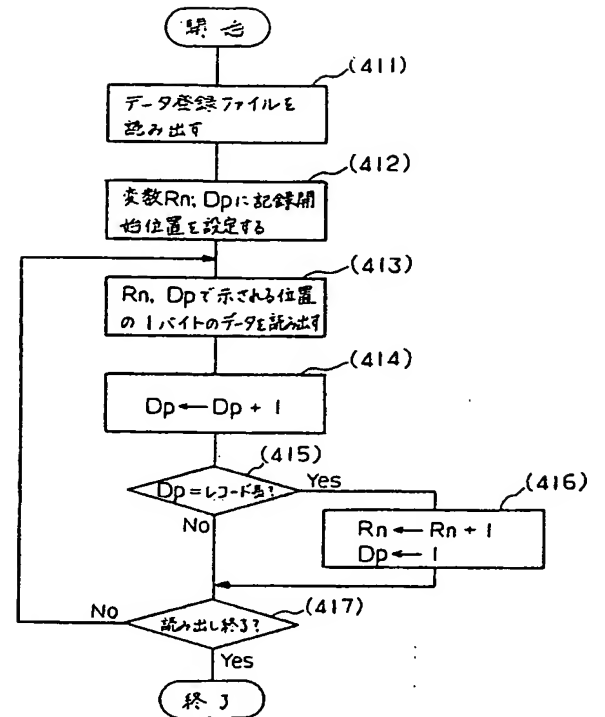 開始
(411)
データ登録ファイルを
読み出す
(412)
変数Rn, Dpに記録開
始位置を設定する
(413)
Rn, Dpで示される位置
の1バイトのデータを読み出す
(414)
Dp←Dp+1
(415)
Dp=レコード長?
Yes
(416)
Rn←Rn+1
Dp←1
No
(417)
読み出し終了?
No
Yes
終了